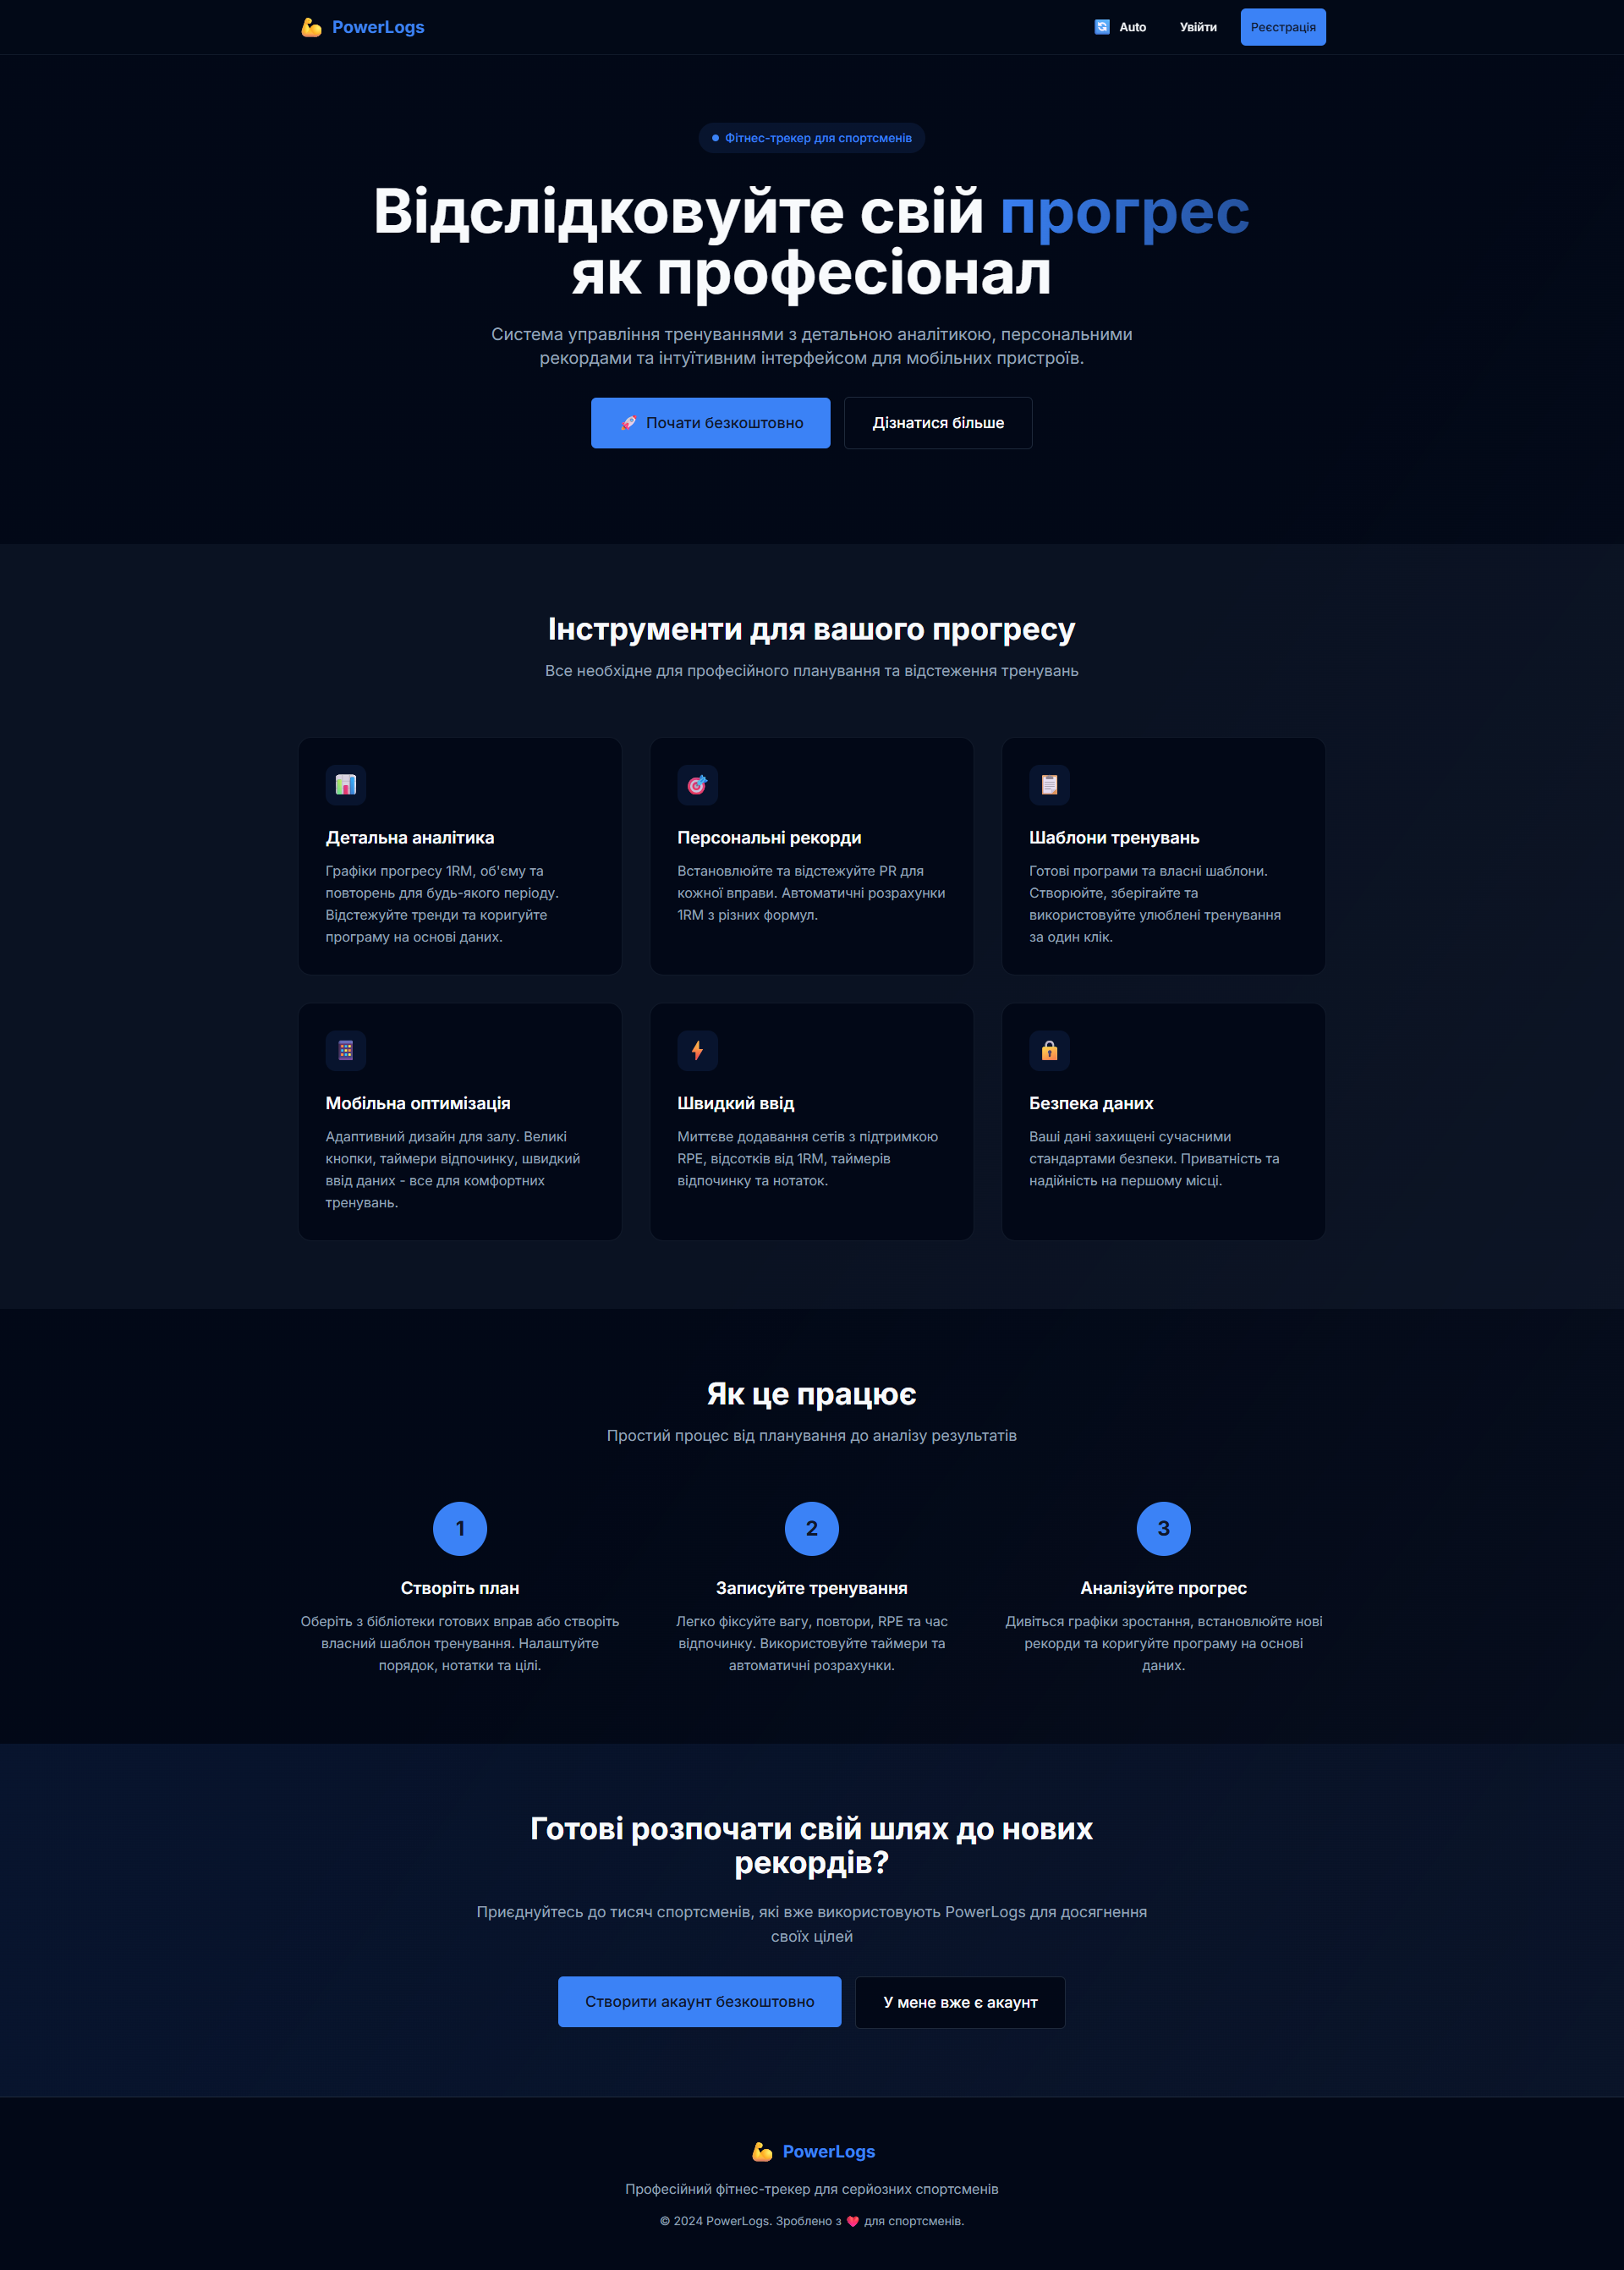 PowerLogs
Auto
Увійти
Реєстрація
Фітнес-трекер для спортсменів
Відслідковуйте свій прогрес
як професіонал
Система управління тренуваннями з детальною аналітикою, персональними
рекордами та інтуїтивним інтерфейсом для мобільних пристроїв.
Почати безкоштовно
Дізнатися більше
Інструменти для вашого прогресу
Все необхідне для професійного планування та відстеження тренувань
Детальна аналітика
Графіки прогресу 1RM, об'єму та
повторень для будь-якого періоду.
Відстежуйте тренди та коригуйте
програму на основі даних.
Персональні рекорди
Встановлюйте та відстежуйте PR для
кожної вправи. Автоматичні розрахунки
1RM з різних формул.
Шаблони тренувань
Готові програми та власні шаблони.
Створюйте, зберігайте та
використовуйте улюблені тренування
за один клік.
Мобільна оптимізація
Адаптивний дизайн для залу. Великі
кнопки, таймери відпочинку, швидкий
ввід даних - все для комфортних
тренувань.
Швидкий ввід
Миттєве додавання сетів з підтримкою
RPE, відсотків від 1RM, таймерів
відпочинку та нотаток.
Безпека даних
Ваші дані захищені сучасними
стандартами безпеки. Приватність та
надійність на першому місці.
Як це працює
Простий процес від планування до аналізу результатів
1
Створіть план
Оберіть з бібліотеки готових вправ або створіть
власний шаблон тренування. Налаштуйте
порядок, нотатки та цілі.
2
Записуйте тренування
Легко фіксуйте вагу, повтори, RPE та час
відпочинку. Використовуйте таймери та
автоматичні розрахунки.
3
Аналізуйте прогрес
Дивіться графіки зростання, встановлюйте нові
рекорди та коригуйте програму на основі
даних.
Готові розпочати свій шлях до нових
рекордів?
Приєднуйтесь до тисяч спортсменів, які вже використовують PowerLogs для досягнення
своїх цілей
Створити акаунт безкоштовно
У мене вже є акаунт
PowerLogs
Професійний фітнес-трекер для серйозних спортсменів
© 2024 PowerLogs. Зроблено з ❤️ для спортсменів.